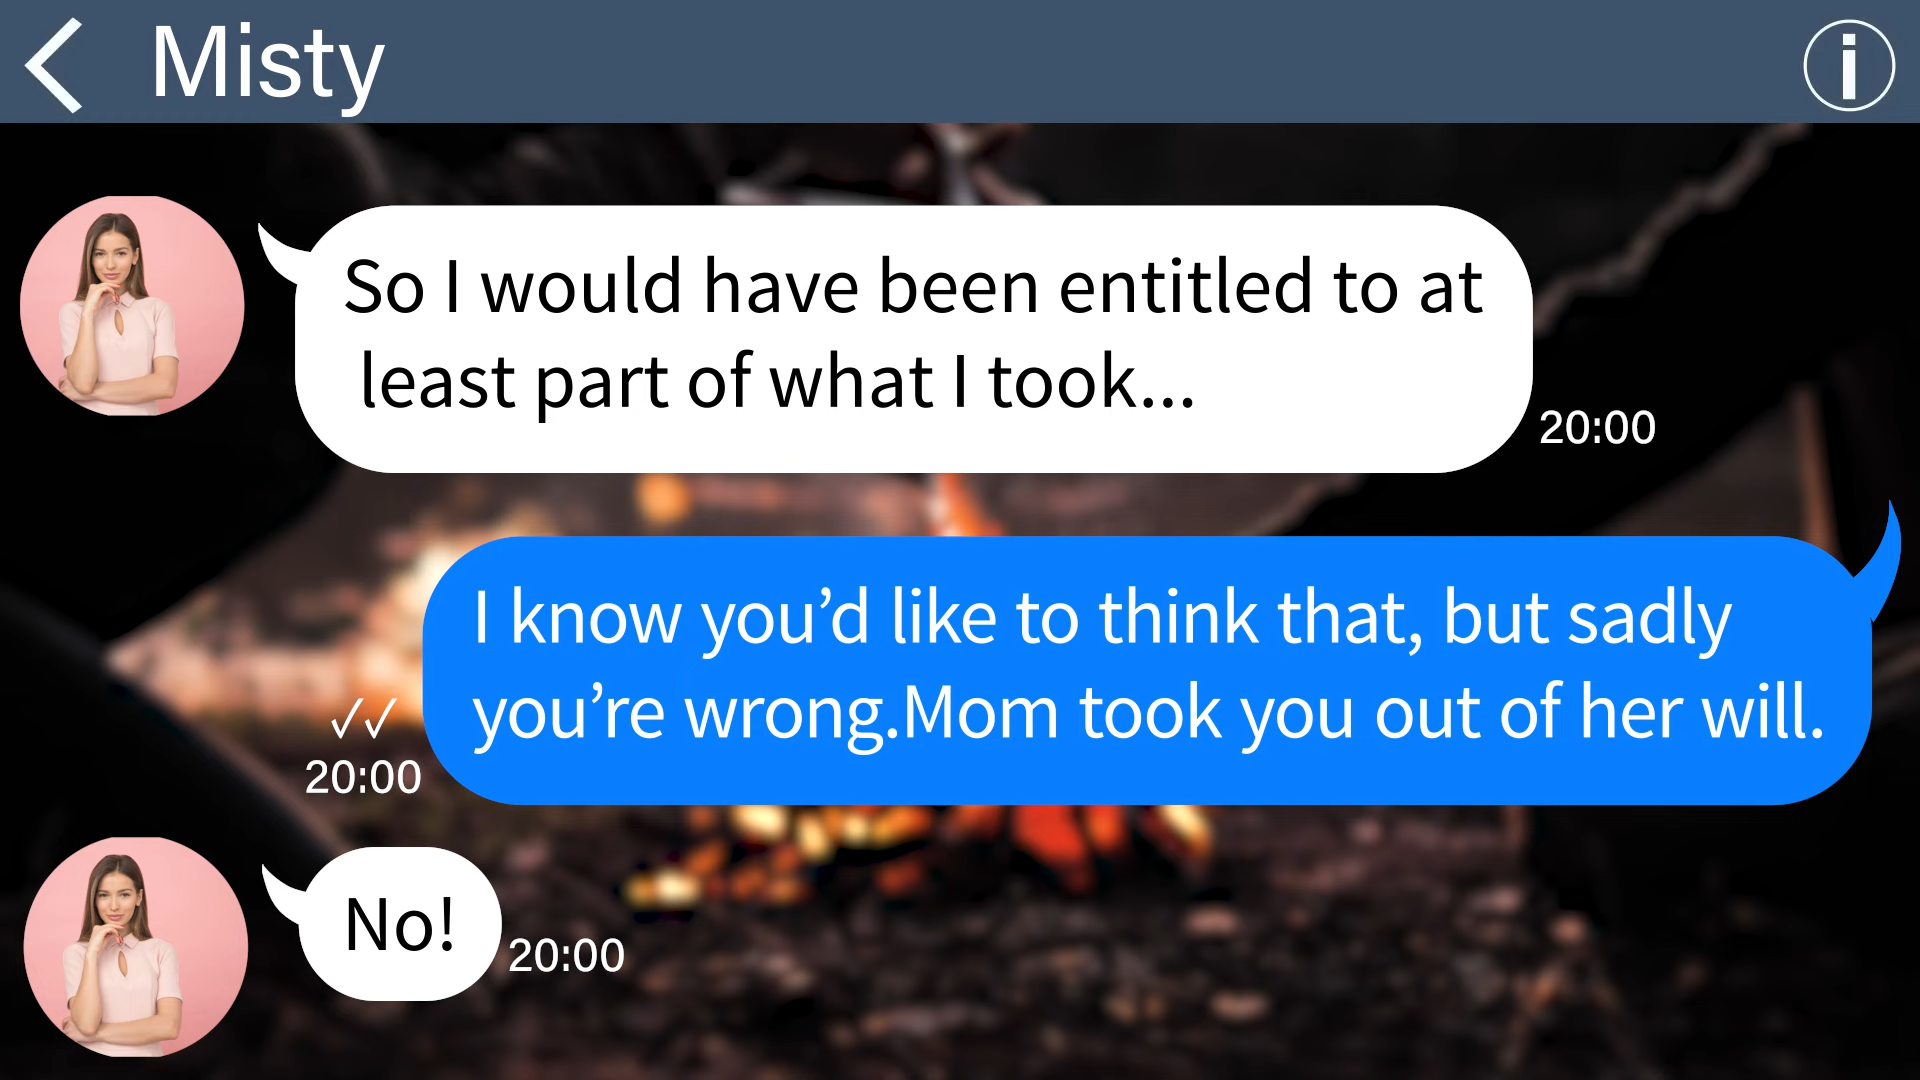 Misty
So I would have been entitled to at
least part of what I took...
20:00
I know you’d like to think that, but sadly
you’re wrong.Mom took you out of her will.
20:00
No!
20:00